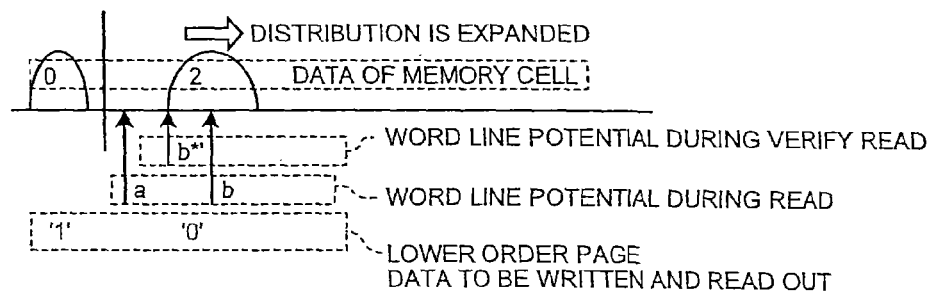 DISTRIBUTION IS EXPANDED
0 2 DATA OF MEMORY CELL
b*' WORD LINE POTENTIAL DURING VERIFY READ
a b WORD LINE POTENTIAL DURING READ
'1' '0'
LOWER ORDER PAGE
DATA TO BE WRITTEN AND READ OUT